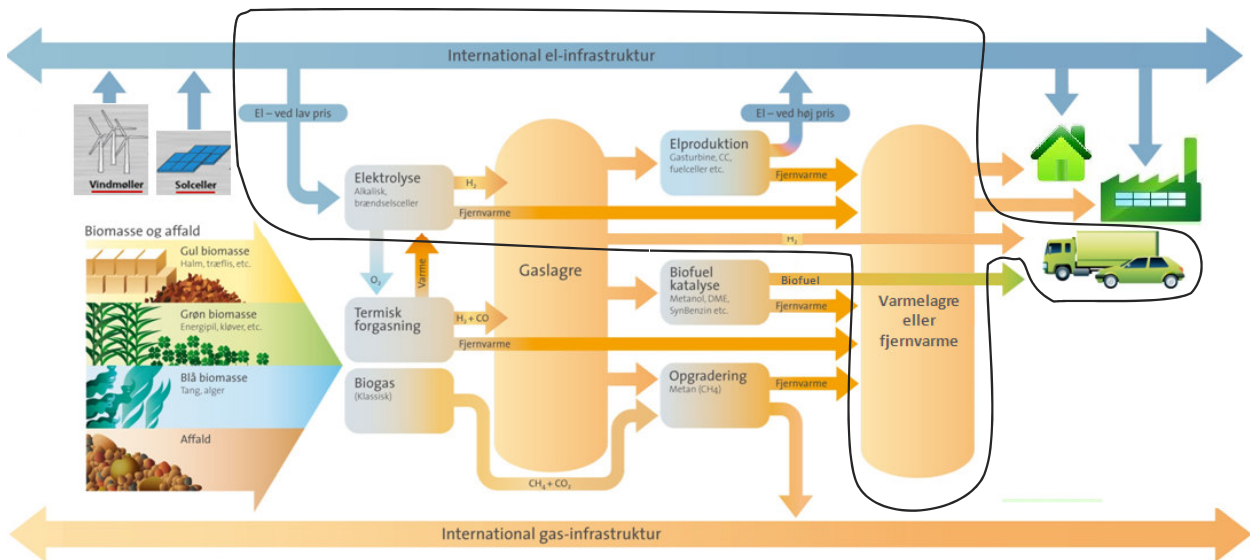 International el-infrastruktur
El – ved lav pris
El – ved høj pris
Vindmøller
Solceller
Elektrolyse
Alkalisk,
brændselsceller
H₂
Fjernvarme
Elproduktion
Gasturbine, CC,
fuelceller etc.
Fjernvarme
Biomasse og affald
Gul biomasse
Halm, træflis, etc.
Grøn biomasse
Energipil, kløver, etc.
Blå biomasse
Tang, alger
Affald
O₂
Varme
Termisk
forgasning
H₂ + CO
Fjernvarme
Biogas
(Klassisk)
CH₄ + CO₂
Gaslagre
H₂
Biofuel
katalyse
Metanol, DME,
SynBenzin etc.
Biofuel
Fjernvarme
Opgradering
Metan (CH4)
Fjernvarme
Varmelagre
eller
fjernvarme
International gas-infrastruktur